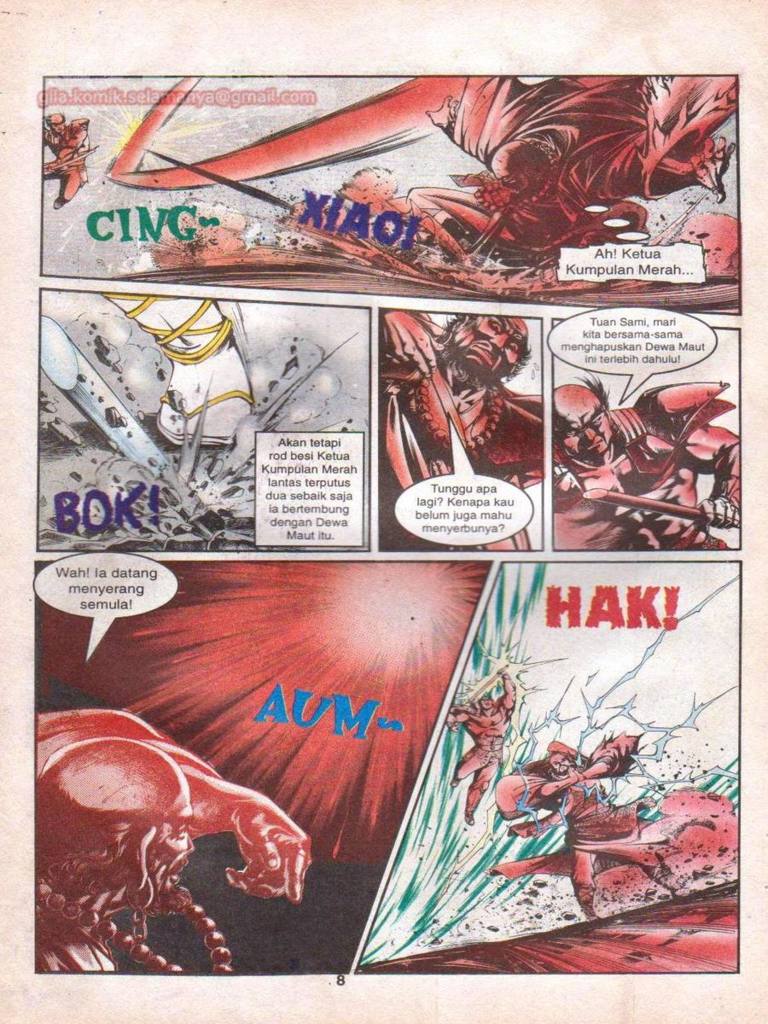 glla.komik.selamanya@gmail.com
CING~
XIAO!
Ah! Ketua
Kumpulan Merah...
BOK!
Akan tetapi
rod besi Ketua
Kumpulan Merah
lantas terputus
dua sebaik saja
ia bertembung
dengan Dewa
Maut itu.
Tunggu apa
lagi? Kenapa kau
belum juga mahu
menyerbunya?
Tuan Sami, mari
kita bersama-sama
menghapuskan Dewa Maut
ini terlebih dahulu!
Wah! Ia datang
menyerang
semula!
AUM~
HAK!
8